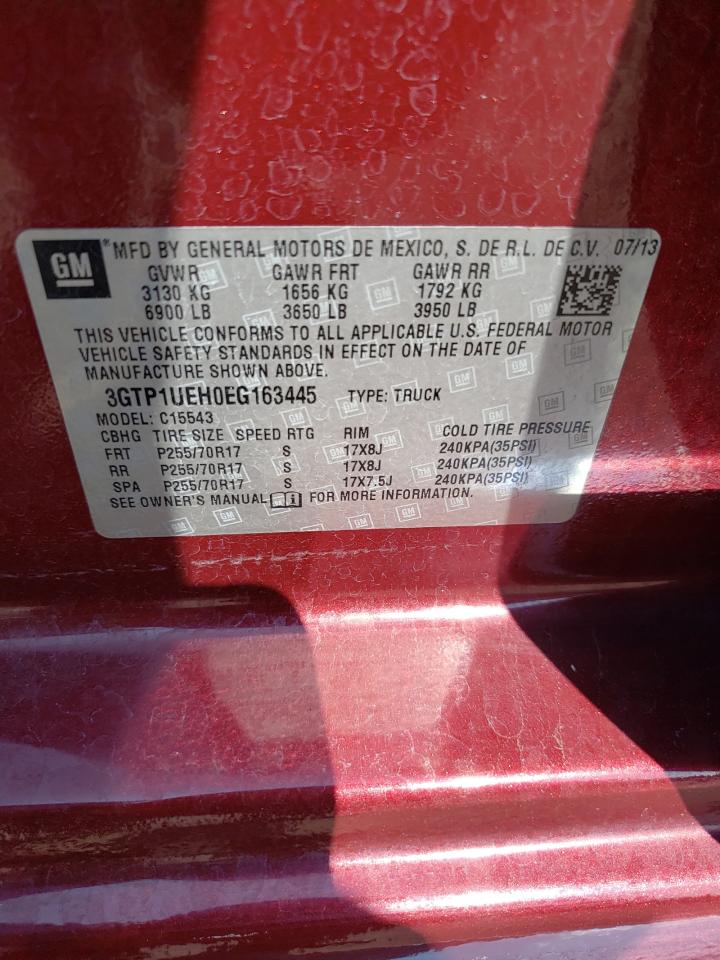 GM ® MFD BY GENERAL MOTORS DE MEXICO, S. DE R.L. DE C.V. 07/13
GVWR GAWR FRT GAWR RR
3130 KG 1656 KG 1792 KG
6900 LB 3650 LB 3950 LB
THIS VEHICLE CONFORMS TO ALL APPLICABLE U.S. FEDERAL MOTOR
VEHICLE SAFETY STANDARDS IN EFFECT ON THE DATE OF
MANUFACTURE SHOWN ABOVE.
3GTP1UEH0EG163445 TYPE: TRUCK
MODEL: C15543
CBHG TIRE SIZE SPEED RTG RIM COLD TIRE PRESSURE
FRT P255/70R17 S 17X8J 240KPA(35PSI)
RR P255/70R17 S 17X8J 240KPA(35PSI)
SPA P255/70R17 S 17X7.5J 240KPA(35PSI)
SEE OWNER'S MANUAL i FOR MORE INFORMATION.